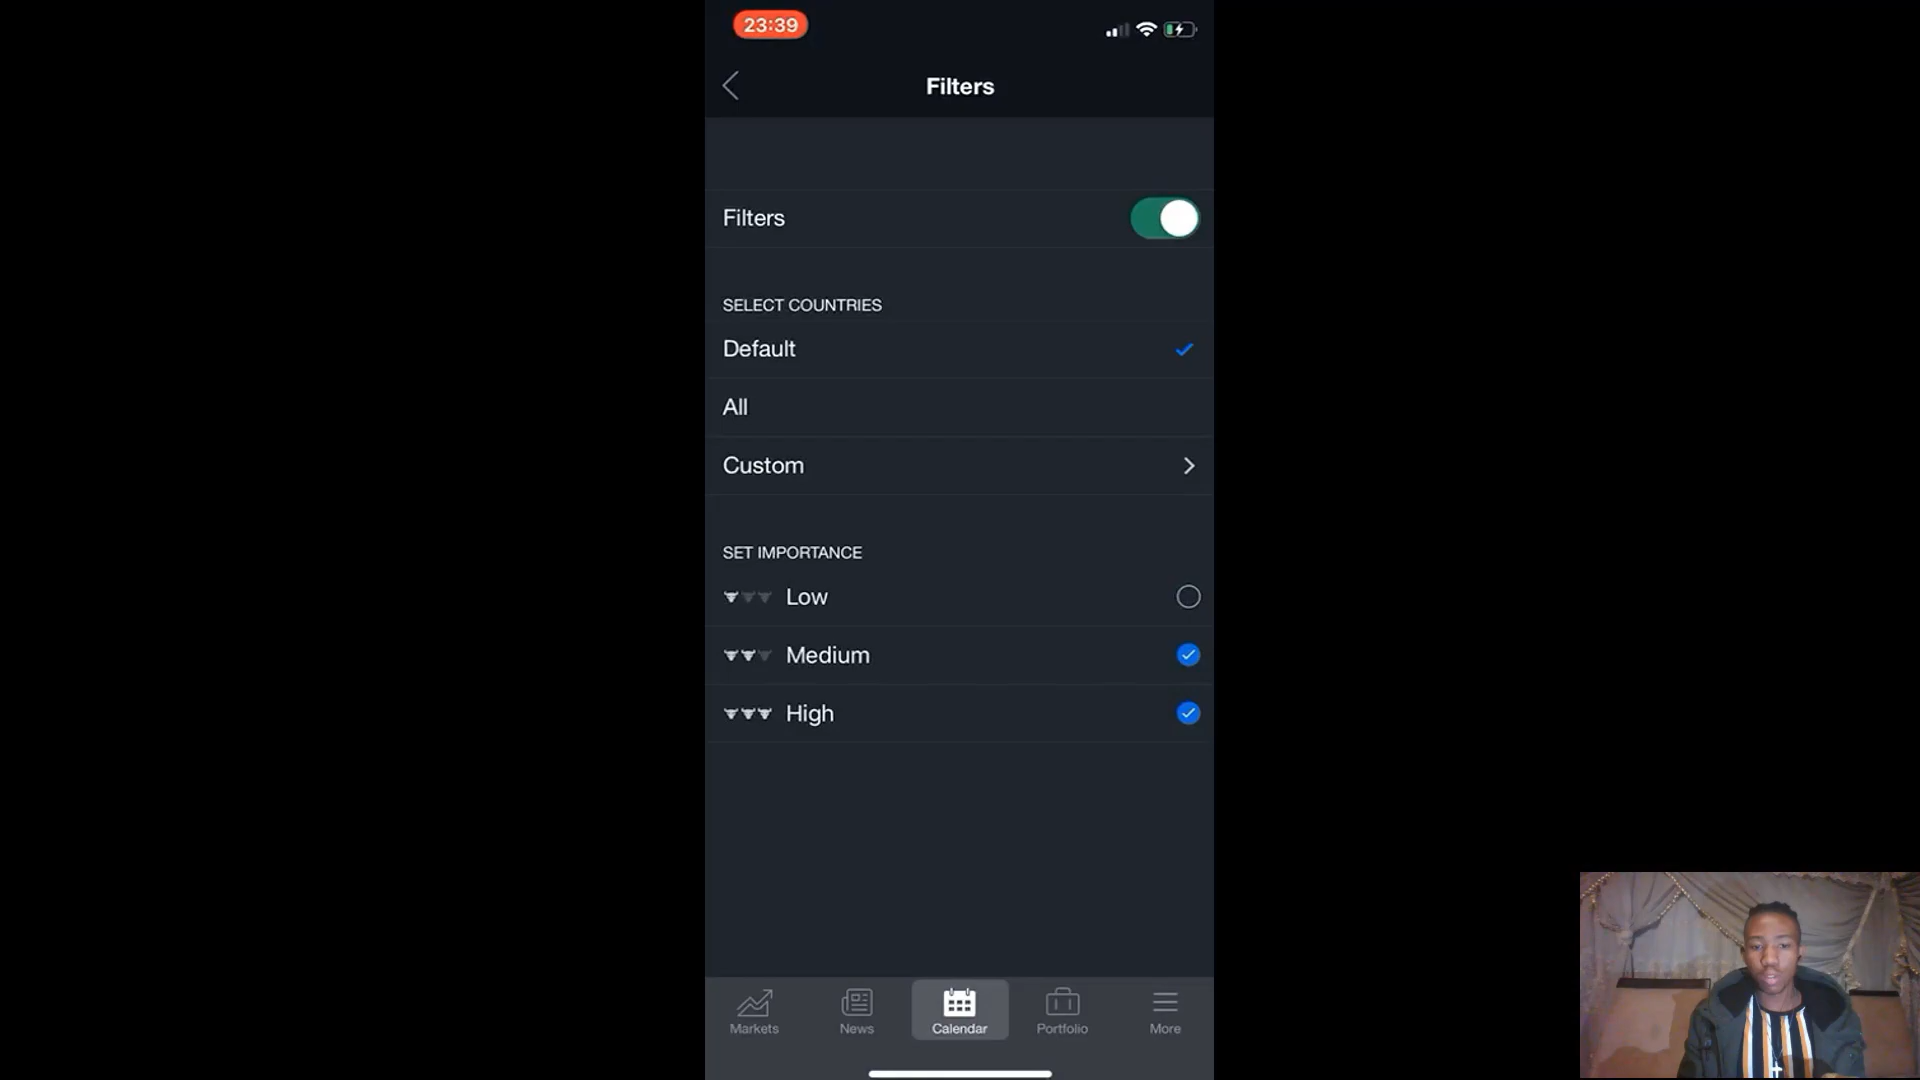 23:39
Filters
Filters
SELECT COUNTRIES
Default
All
Custom
SET IMPORTANCE
Low
Medium
High
Markets
News
Calendar
Portfolio
More